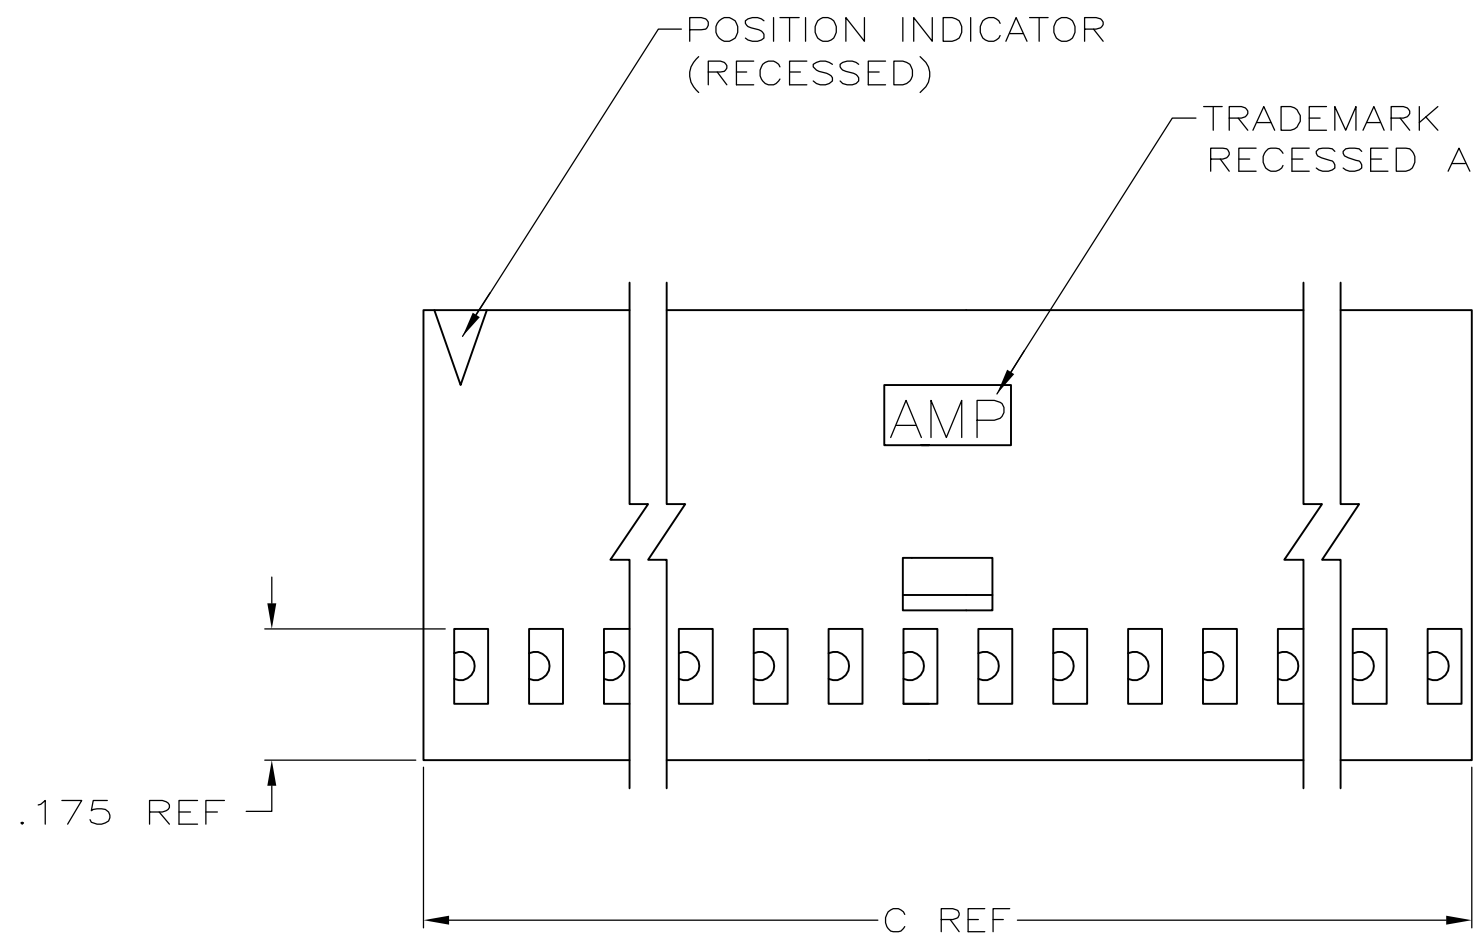 POSITION INDICATOR
(RECESSED)
TRADEMARK
RECESSED A
AMP
.175 REF
C REF